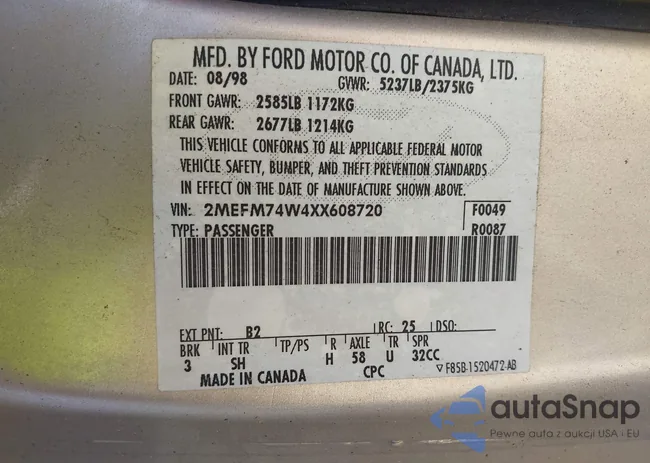 MFD. BY FORD MOTOR CO. OF CANADA, LTD.
DATE: 08/98 GVWR: 5237LB/2375KG
FRONT GAWR: 2585LB 1172KG
REAR GAWR: 2677LB 1214KG
THIS VEHICLE CONFORMS TO ALL APPLICABLE FEDERAL MOTOR
VEHICLE SAFETY, BUMPER, AND THEFT PREVENTION STANDARDS
IN EFFECT ON THE DATE OF MANUFACTURE SHOWN ABOVE.
VIN: 2MEFM74W4XX608720 F0049
TYPE: PASSENGER R0087
EXT PNT: B2 RC: 25 DSO:
BRK INT TR TP/PS R AXLE TR SPR
3 SH H 58 U 32CC
MADE IN CANADA CPC ▽ F85B-1520472-AB
autaSnap
Pewne auta z aukcji USA i EU